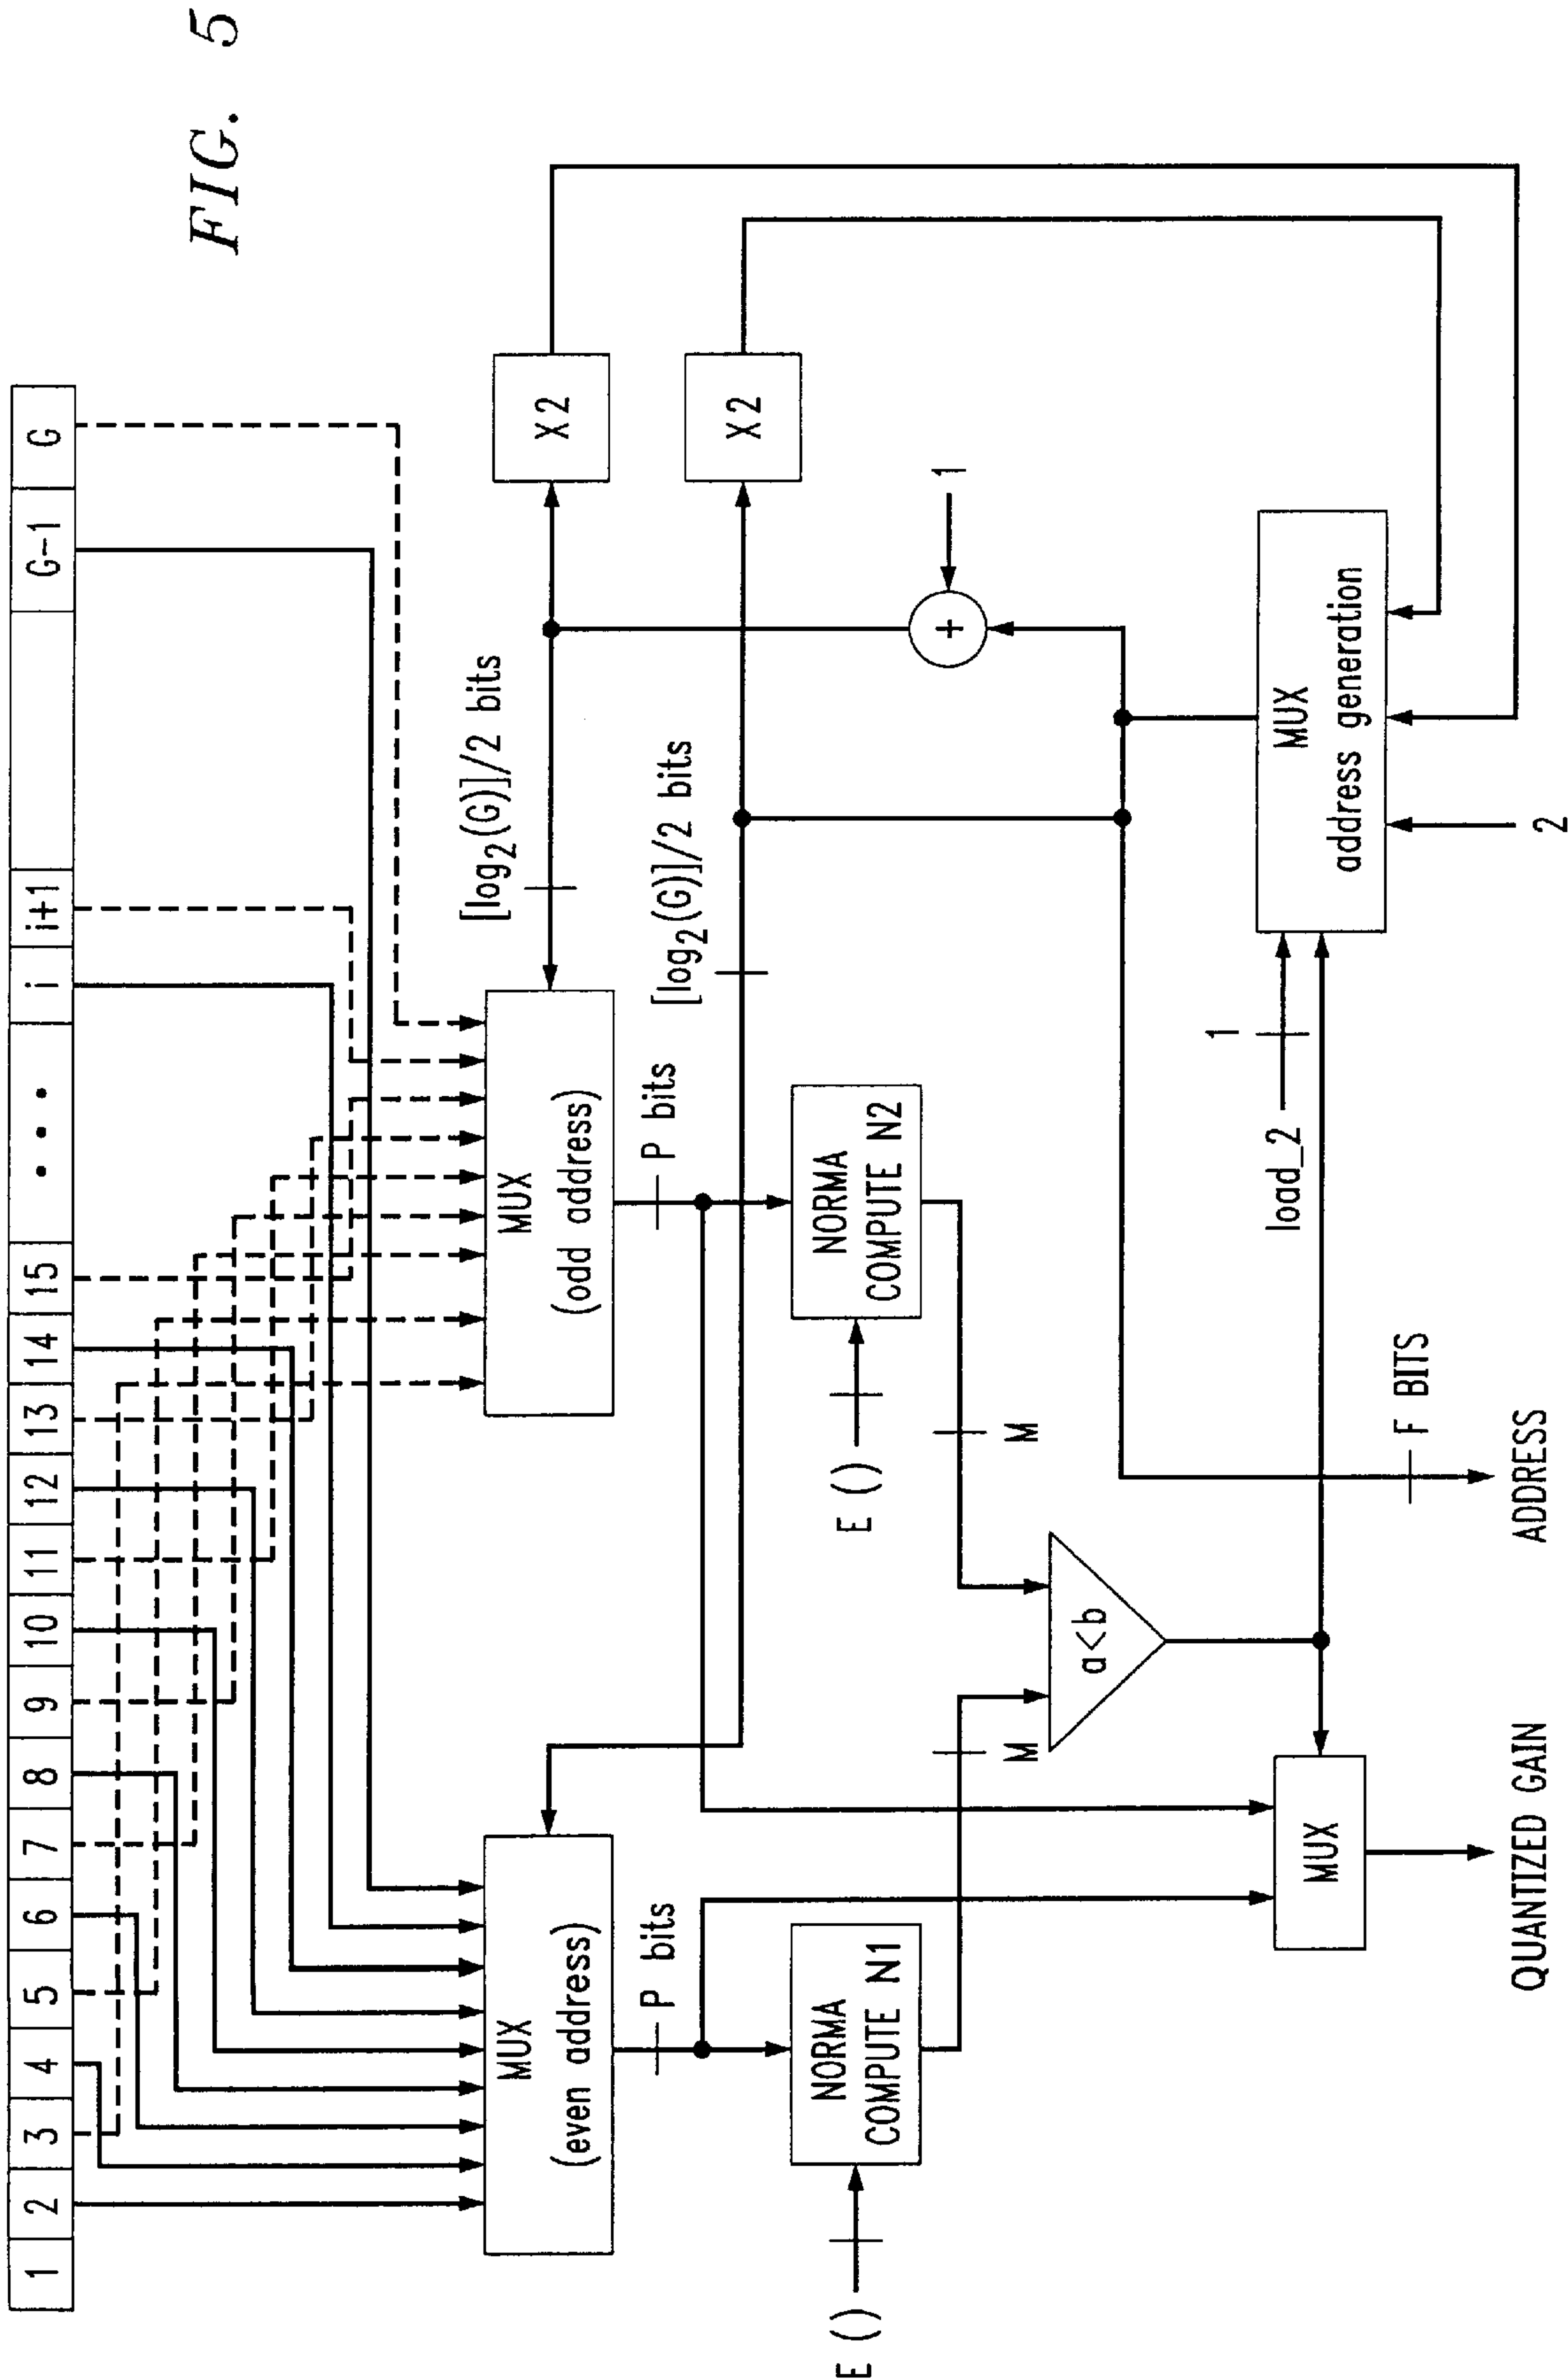 FIG. 5
1 2 3 4 5 6 7 8 9 10 11 12 13 14 15 • • • i i+1 G-1 G
MUX
(even address)
MUX
(odd address)
[log2(G)]/2 bits
X2
P bits
P bits
[log2(G)]/2 bits
X2
E ()
NORMA
COMPUTE N1
E ()
NORMA
COMPUTE N2
+
1
M
M
a<b
load_2
1
MUX
address generation
2
MUX
F BITS
QUANTIZED GAIN
ADDRESS